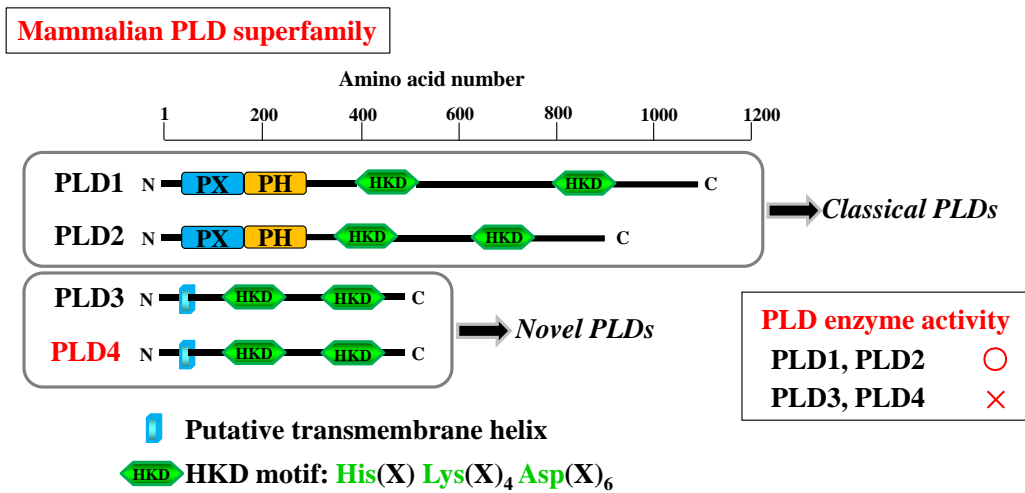 Mammalian PLD superfamily
Amino acid number
1 200 400 600 800 1000 1200
PLD1 N PX PH HKD HKD C
PLD2 N PX PH HKD HKD C
Classical PLDs
PLD3 N HKD HKD C
PLD4 N HKD HKD C
Novel PLDs
PLD enzyme activity
PLD1, PLD2 ○
PLD3, PLD4 ×
Putative transmembrane helix
HKD HKD motif: His(X) Lys(X)₄ Asp(X)₆